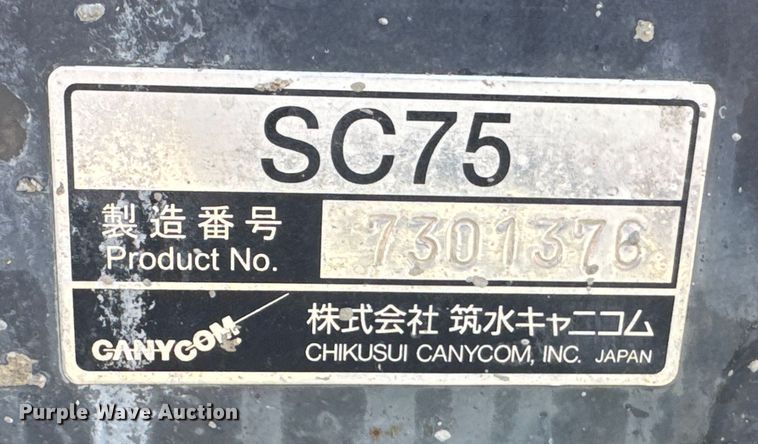 SC75
製造番号
Product No.
7301376
CANYCOM
株式会社 筑水キャニコム
CHIKUSUI CANYCOM, INC. JAPAN
Purple Wave Auction